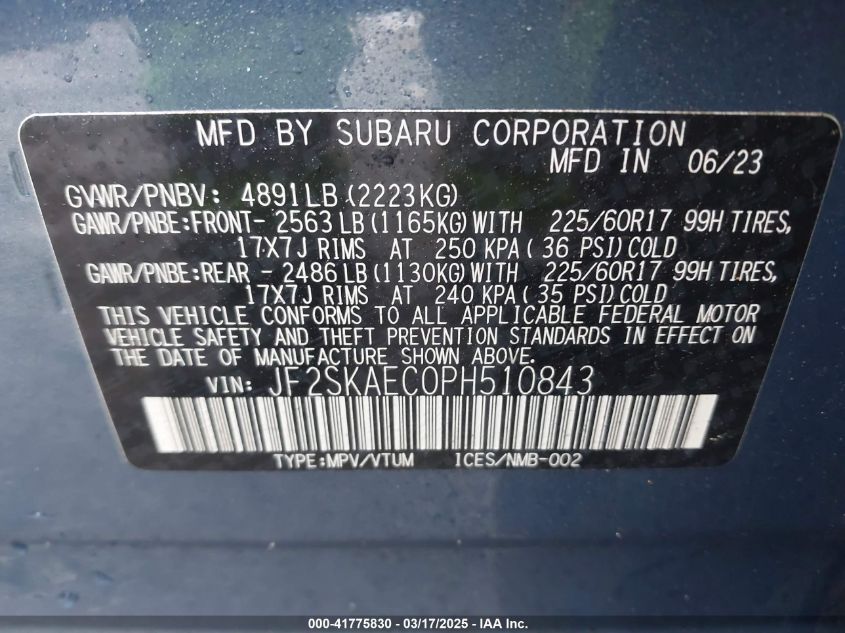 MFD BY SUBARU CORPORATION
MFD IN 06/23
GVWR/PNBV: 4891LB (2223KG)
GAWR/PNBE:FRONT- 2563 LB (1165KG) WITH 225/60R17 99H TIRES,
17X7J RIMS AT 250 KPA ( 36 PSI) COLD
GAWR/PNBE:REAR - 2486 LB (1130KG) WITH 225/60R17 99H TIRES,
17X7J RIMS AT 240 KPA ( 35 PSI) COLD
THIS VEHICLE CONFORMS TO ALL APPLICABLE FEDERAL MOTOR
VEHICLE SAFETY AND THEFT PREVENTION STANDARDS IN EFFECT ON
THE DATE OF MANUFACTURE SHOWN ABOVE.
VIN: JF2SKAEC0PH510843
TYPE:MPV/VTUM ICES/NMB-002
000-41775830 - 03/17/2025 - IAAI.COM